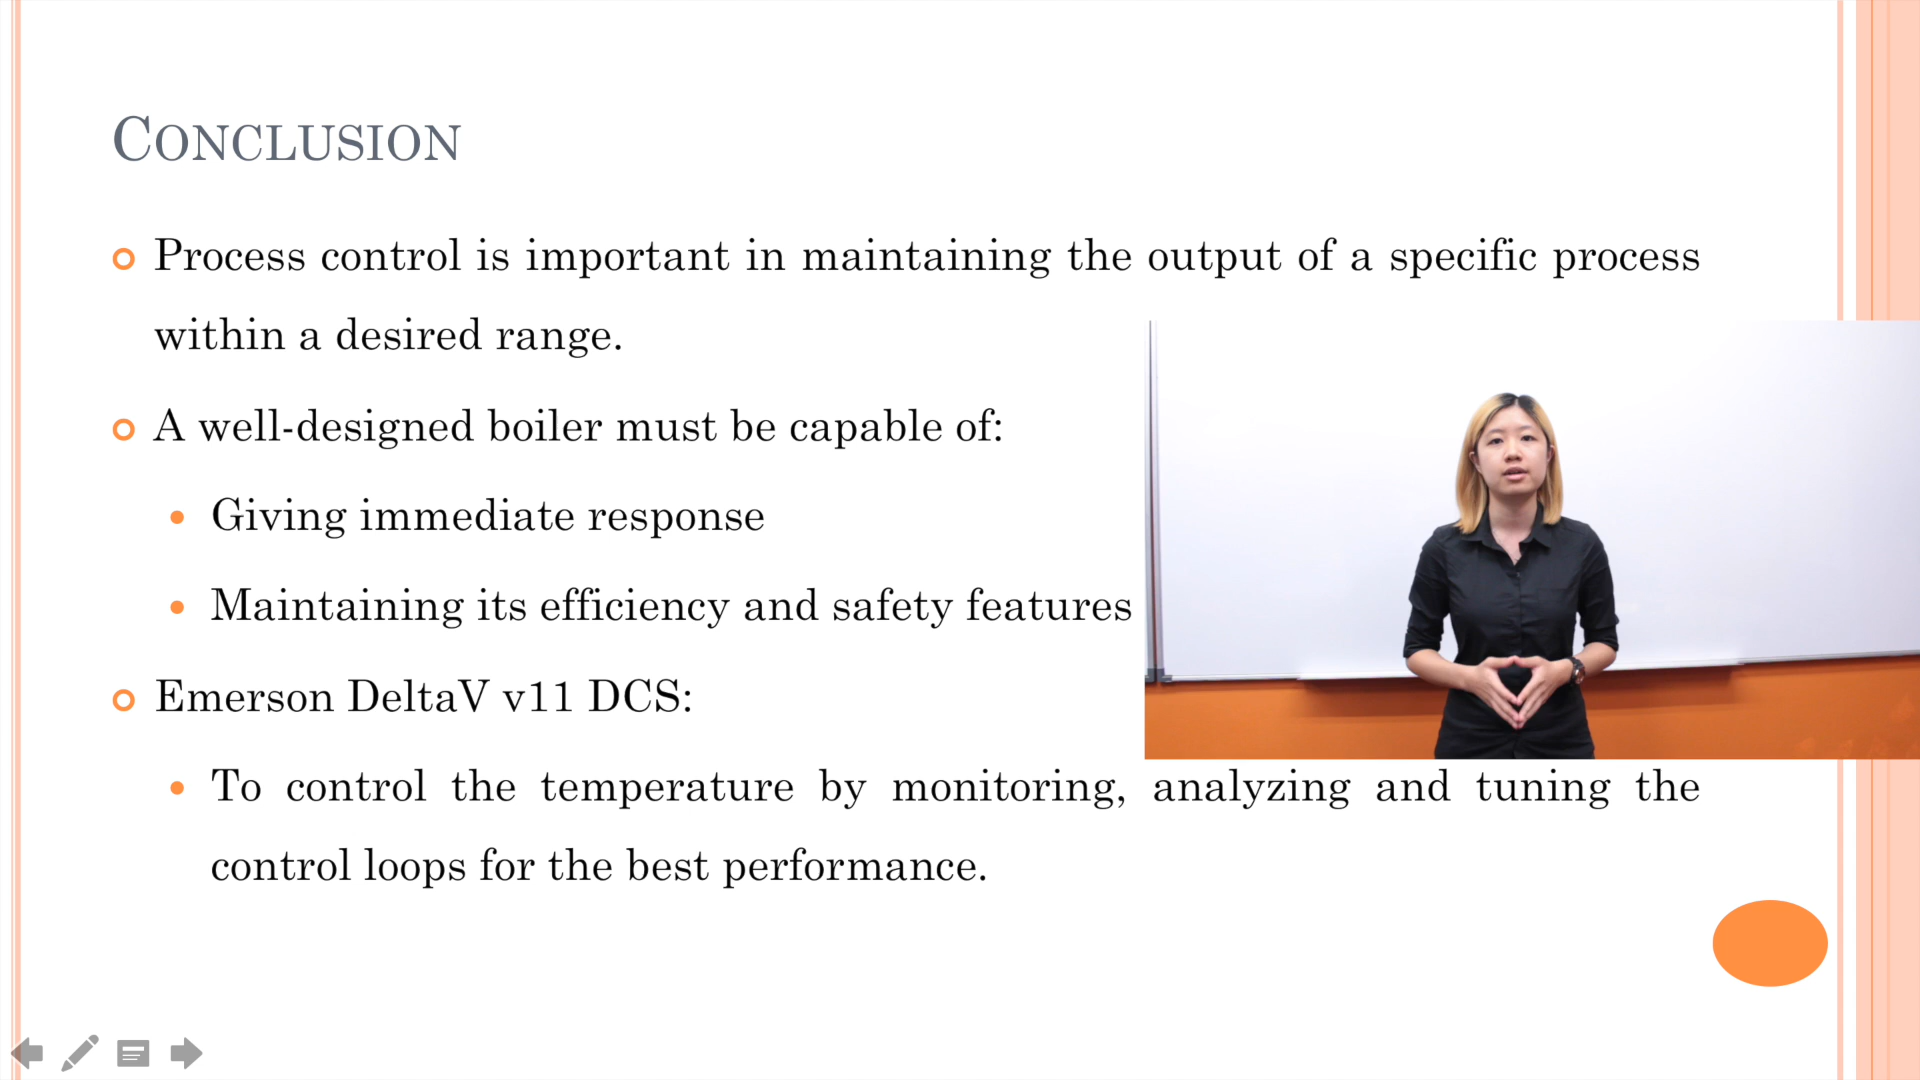 CONCLUSION
Process control is important in maintaining the output of a specific process
within a desired range.
A well-designed boiler must be capable of:
Giving immediate response
Maintaining its efficiency and safety features
Emerson DeltaV v11 DCS:
To control the temperature by monitoring, analyzing and tuning the
control loops for the best performance.